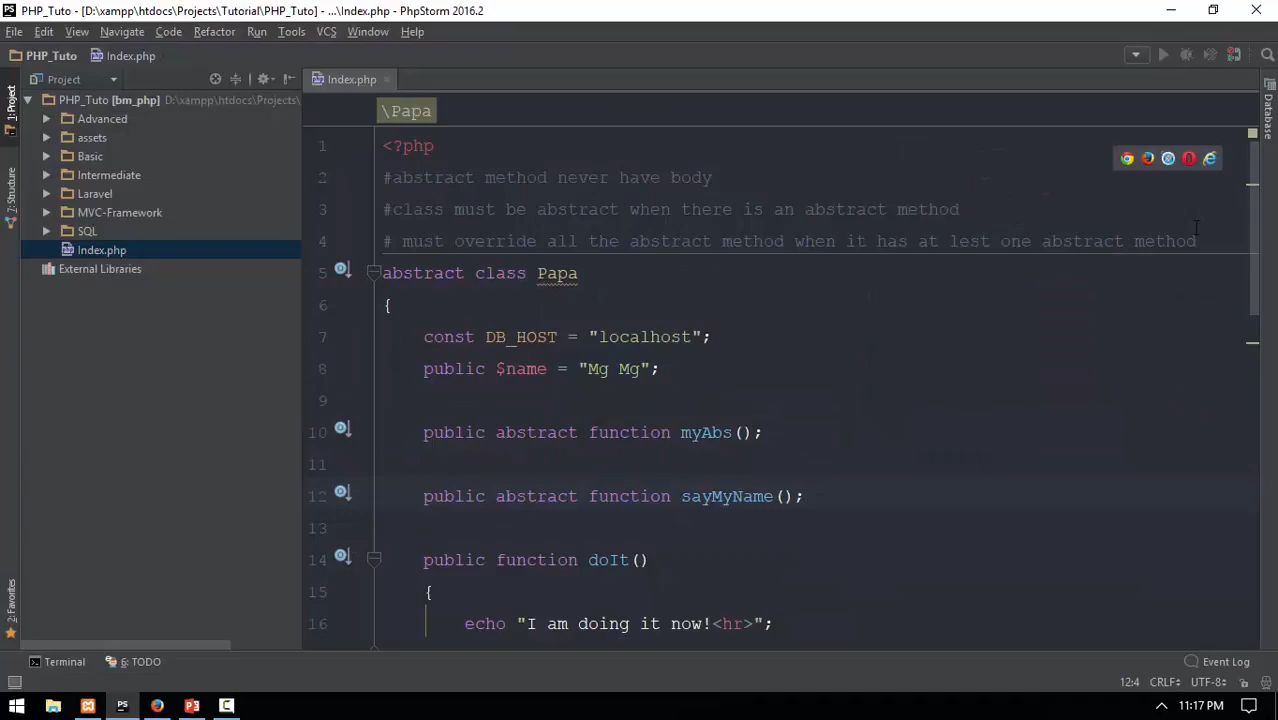 PHP_Tuto - [D:\xampp\htdocs\Projects\Tutorial\PHP_Tuto] - ...\Index.php - PhpStorm 2016.2
File Edit View Navigate Code Refactor Run Tools VCS Window Help
PHP_Tuto Index.php
Project Index.php
PHP_Tuto [bm_php] D:\xampp\htdocs\Projects\
Advanced
assets
Basic
Intermediate
Laravel
MVC-Framework
SQL
Index.php
External Libraries
1: Project
7: Structure
2: Favorites
Database
\Papa
1 <?php
2 #abstract method never have body
3 #class must be abstract when there is an abstract method
4 # must override all the abstract method when it has at lest one abstract method
5 abstract class Papa
6 {
7 const DB_HOST = "localhost";
8 public $name = "Mg Mg";
9
10 public abstract function myAbs();
11
12 public abstract function sayMyName();
13
14 public function doIt()
15 {
16 echo "I am doing it now!<hr>";
Terminal 6: TODO Event Log
12:4 CRLF UTF-8
11:17 PM